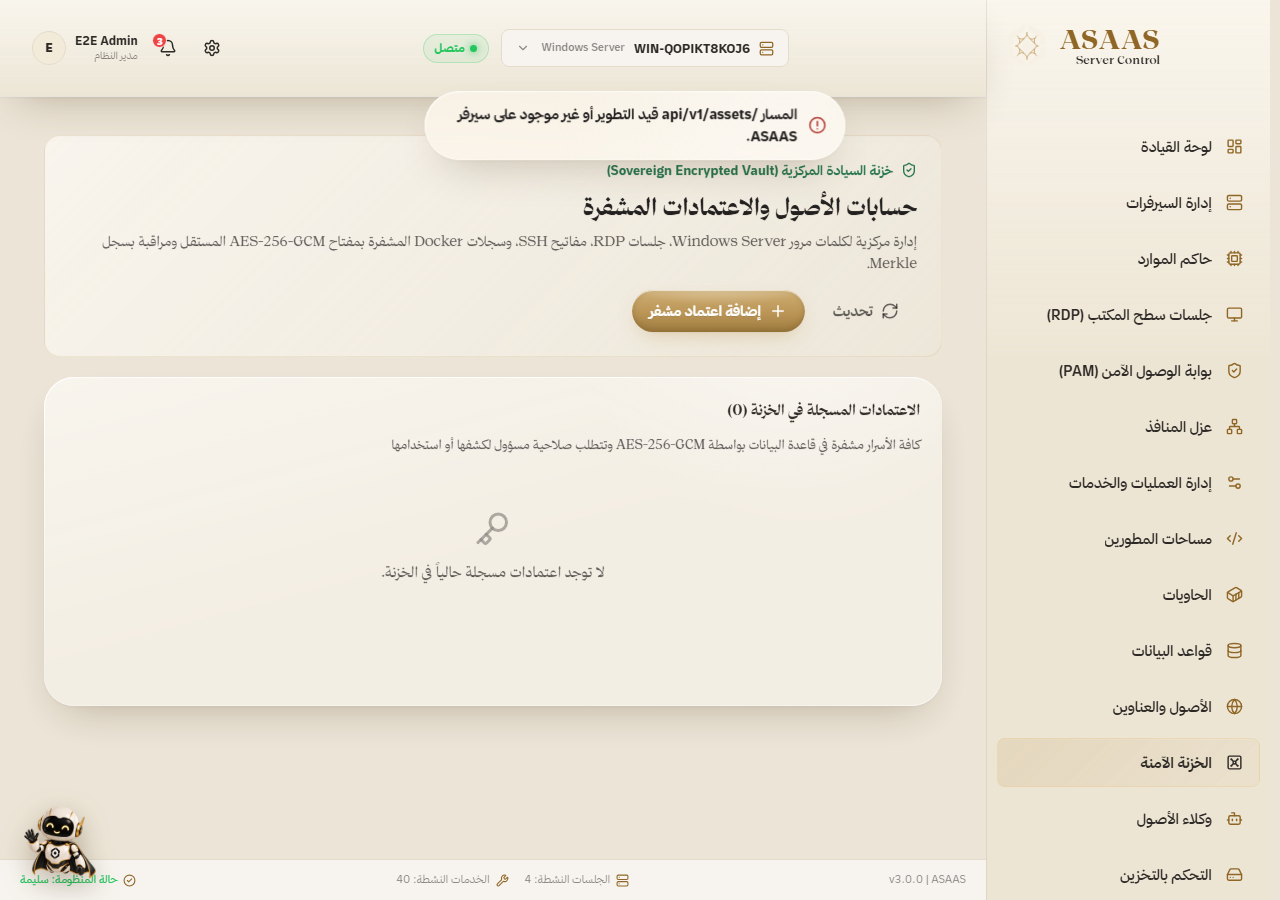 ASAAS
Server Control
لوحة القيادة
إدارة السيرفرات
حاكم الموارد
جلسات سطح المكتب (RDP)
بوابة الوصول الآمن (PAM)
عزل المنافذ
إدارة العمليات والخدمات
مساحات المطورين
الحاويات
قواعد البيانات
الأصول والعناوين
الخزنة الآمنة
وكلاء الأصول
التحكم بالتخزين
WIN-QOPIKT8KOJ6 Windows Server
متصل
3
E2E Admin
مدير النظام
E
المسار /api/v1/assets قيد التطوير أو غير موجود على سيرفر
ASAAS.
خزنة السيادة المركزية (Sovereign Encrypted Vault)
حسابات الأصول والاعتمادات المشفرة
إدارة مركزية لكلمات مرور Windows Server، جلسات RDP، مفاتيح SSH، وسجلات Docker المشفرة بمفتاح AES-256-GCM المستقل ومراقبة بسجل
Merkle.
تحديث
إضافة اعتماد مشفر
الاعتمادات المسجلة في الخزنة (0)
كافة الأسرار مشفرة في قاعدة البيانات بواسطة AES-256-GCM وتتطلب صلاحية مسؤول لكشفها أو استخدامها
لا توجد اعتمادات مسجلة حالياً في الخزنة.
v3.0.0 | ASAAS
الجلسات النشطة: 4
الخدمات النشطة: 40
حالة المنظومة: سليمة